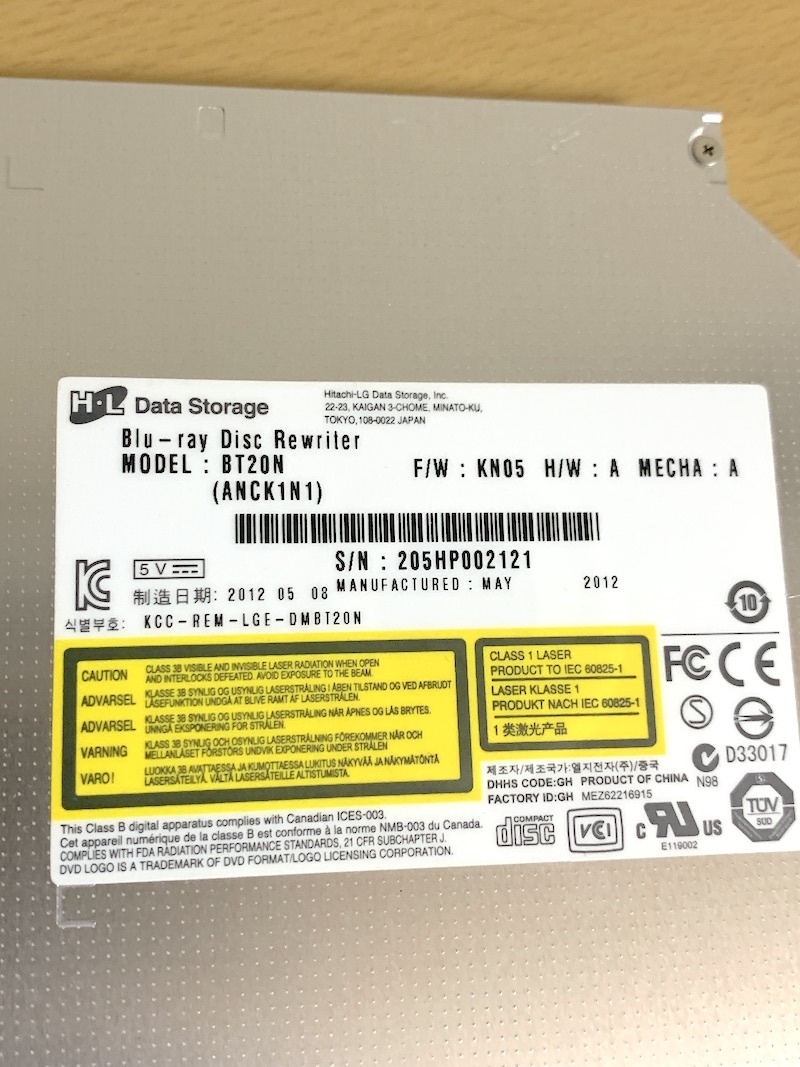 H·L Data Storage
Hitachi-LG Data Storage, Inc.
22-23, KAIGAN 3-CHOME, MINATO-KU,
TOKYO,108-0022 JAPAN
Blu-ray Disc Rewriter
MODEL : BT20N
F/W : KN05 H/W : A MECHA : A
(ANCK1N1)
S/N : 205HP002121
5 V
制造日期: 2012 05 08
MANUFACTURED : MAY 2012
식별부호: KCC-REM-LGE-DMBT20N
10
CAUTION CLASS 3B VISIBLE AND INVISIBLE LASER RADIATION WHEN OPEN
AND INTERLOCKS DEFEATED. AVOID EXPOSURE TO THE BEAM.
ADVARSEL KLASSE 3B SYNLIG OG USYNLIG LASERSTRÅLING I ÅBEN TILSTAND OG VED AFBRUDT
LÅSEFUNKTION UNDGÅ AT BLIVE RAMT AF LASERSTRÅLEN.
ADVARSEL KLASSE 3B SYNLIG OG USYNLIG LASERSTRÅLING NÅR ÅPNES OG LÅS BRYTES.
UNNGÅ EKSPONERING FOR STRÅLEN.
VARNING KLASS 3B SYNLIG OCH OSYNLIG LASERSTRÅLNING FÖREKOMMER NÄR OCH
MELLANLÅSET FÖRSTÖRS UNDVIK EXPONERING UNDER STRÅLEN
VARO! LUOKKA 3B AVATTAESSA JA KUMOTTAESSA LUKITUS NÄKYVÄÄ JA NÄKYMÄTÖNTÄ
LASERSÄTEILYÄ. VÄLTÄ LASERSÄTEILLE ALTISTUMISTA.
CLASS 1 LASER
PRODUCT TO IEC 60825-1
LASER KLASSE 1
PRODUKT NACH IEC 60825-1
1 类激光产品
FC CE
S
N98
D33017
제조자/제조국가:엘지전자(주)/중국
DHHS CODE:GH PRODUCT OF CHINA
FACTORY ID:GH MEZ62216915
This Class B digital apparatus complies with Canadian ICES-003.
Cet appareil numérique de la classe B est conforme à la norme NMB-003 du Canada.
COMPLIES WITH FDA RADIATION PERFORMANCE STANDARDS, 21 CFR SUBCHAPTER J.
DVD LOGO IS A TRADEMARK OF DVD FORMAT/LOGO LICENSING CORPORATION.
COMPACT
disc
VCI
C UR US
E119002
TÜV
SÜD